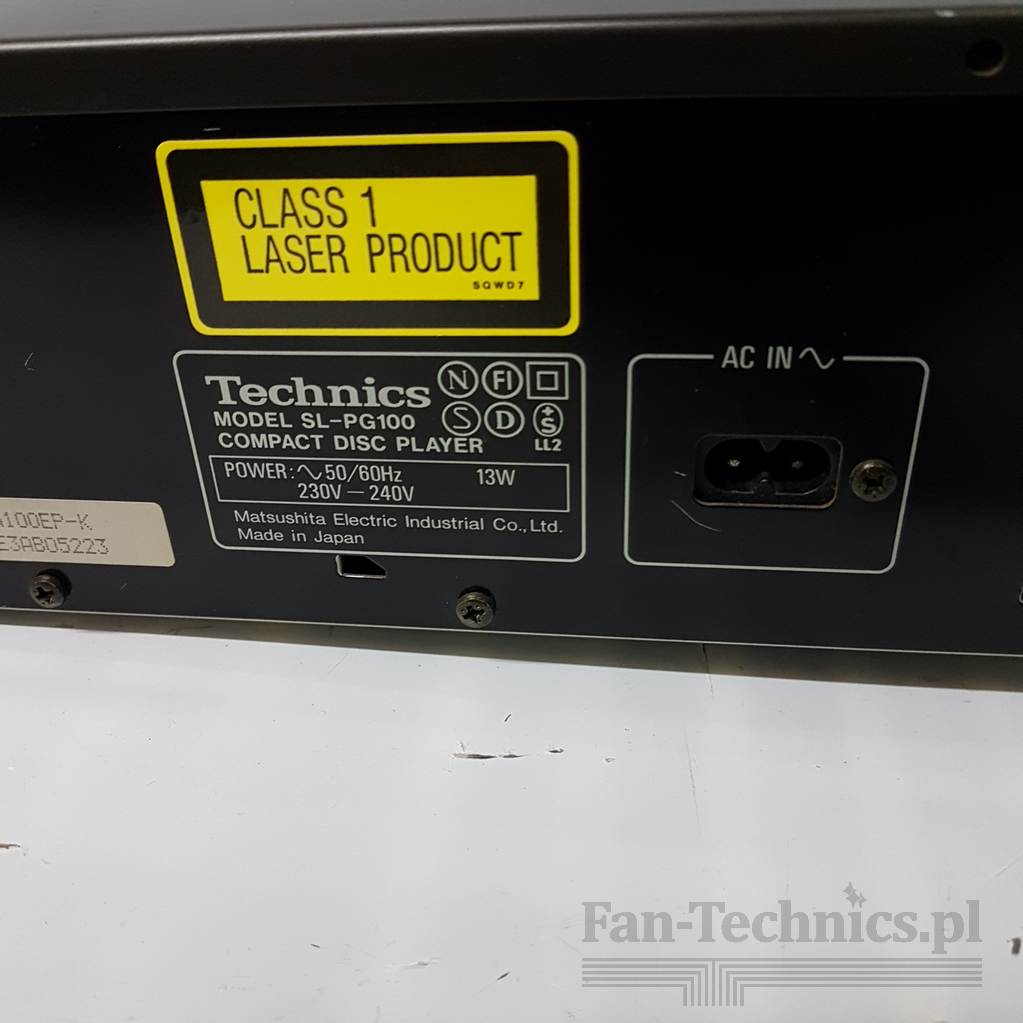 CLASS 1
LASER PRODUCT
SQWD7
Technics N FI
MODEL SL-PG100 S D S
COMPACT DISC PLAYER LL2
POWER: ∿ 50/60Hz 13W
230V — 240V
Matsushita Electric Industrial Co., Ltd.
Made in Japan
AC IN ∿
100EP-K
E3AB05223
Fan-Technics.pl